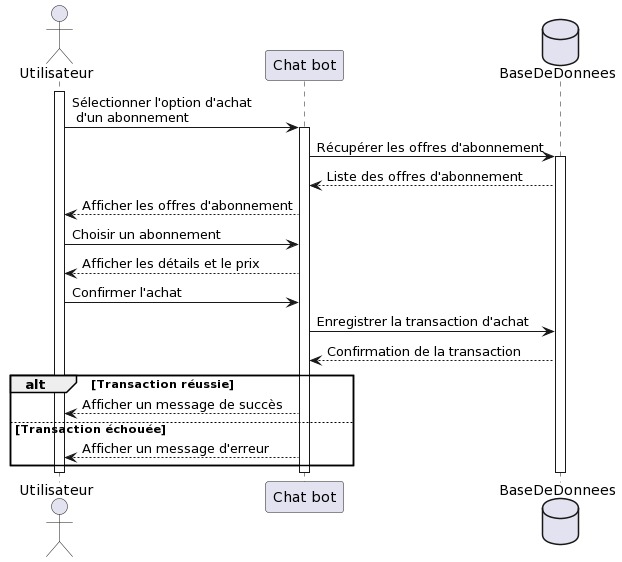 Utilisateur
Chat bot
BaseDeDonnees
Sélectionner l'option d'achat
d'un abonnement
Récupérer les offres d'abonnement
Liste des offres d'abonnement
Afficher les offres d'abonnement
Choisir un abonnement
Afficher les détails et le prix
Confirmer l'achat
Enregistrer la transaction d'achat
Confirmation de la transaction
alt [Transaction réussie]
Afficher un message de succès
[Transaction échouée]
Afficher un message d'erreur
Utilisateur
Chat bot
BaseDeDonnees